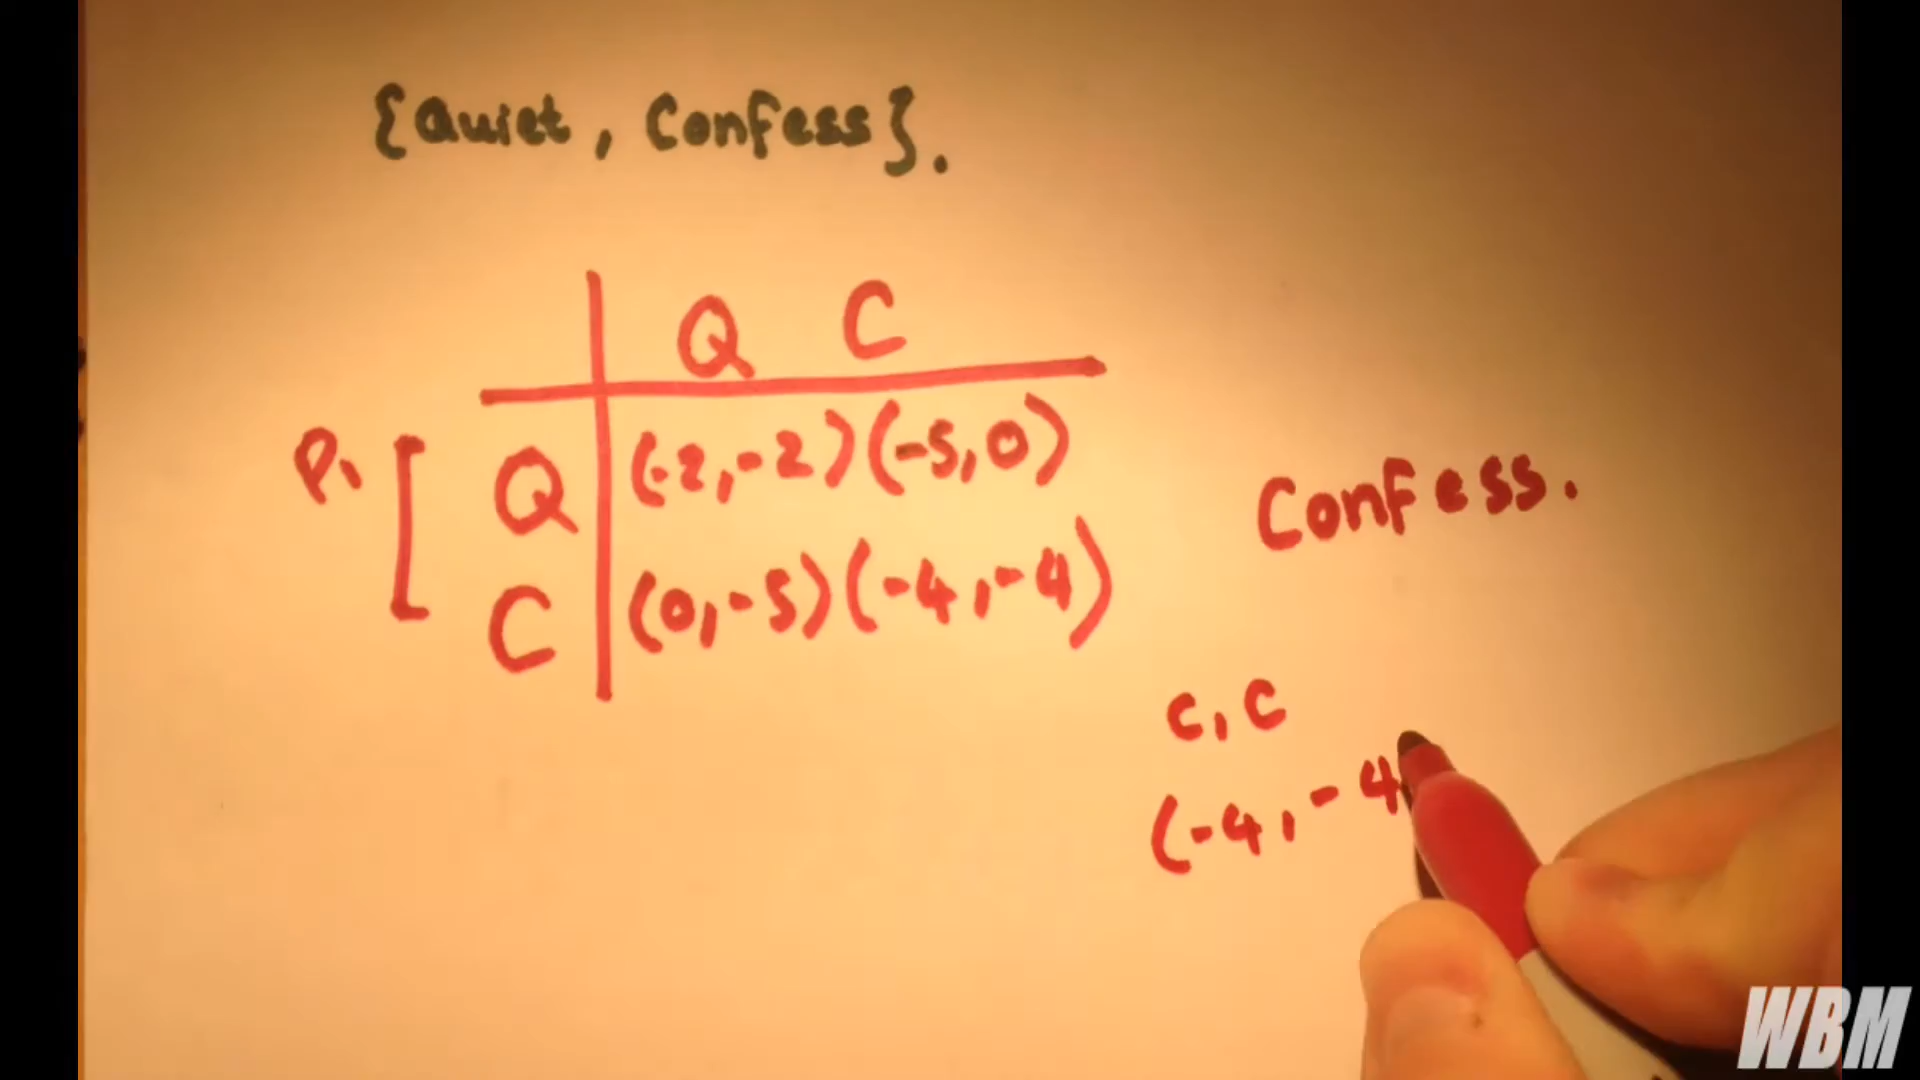 {Quiet, Confess}.
Q C
P1 Q (-2,-2) (-5,0)
C (0,-5) (-4,-4)
Confess.
C, C
(-4, -4
WBM